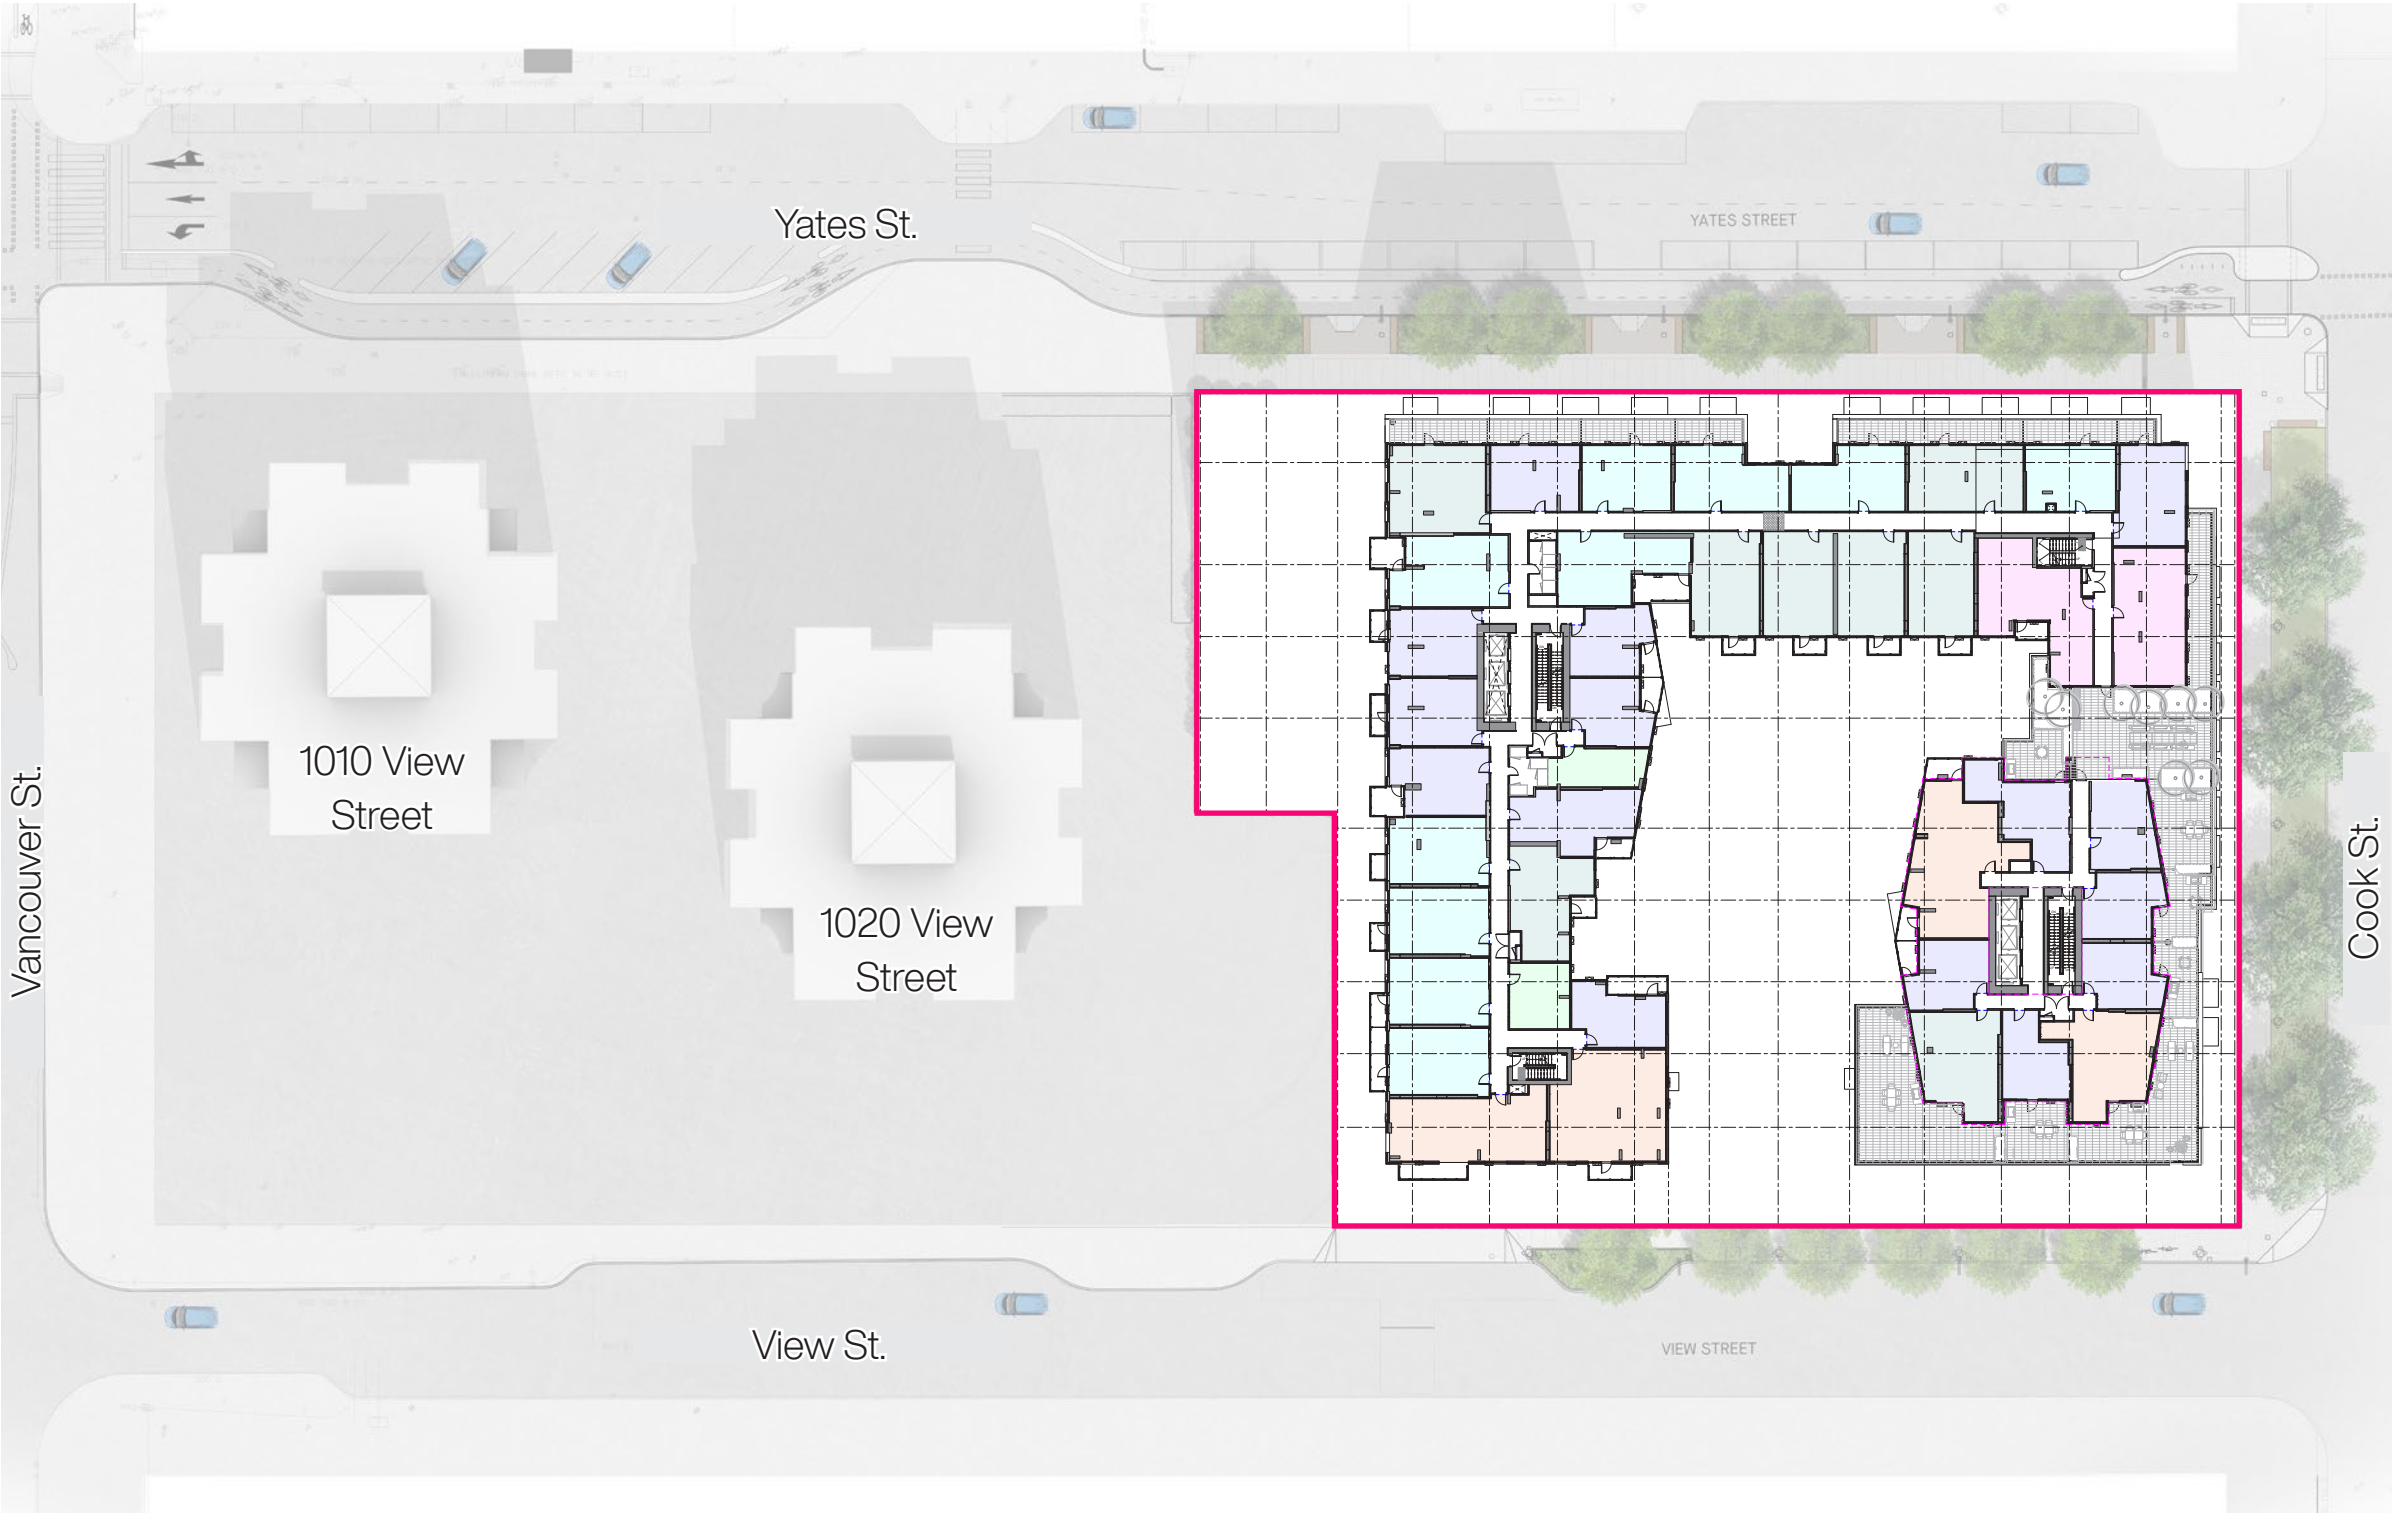 Yates St.
YATES STREET
1010 View
Street
1020 View
Street
Vancouver St.
Cook St.
View St.
VIEW STREET